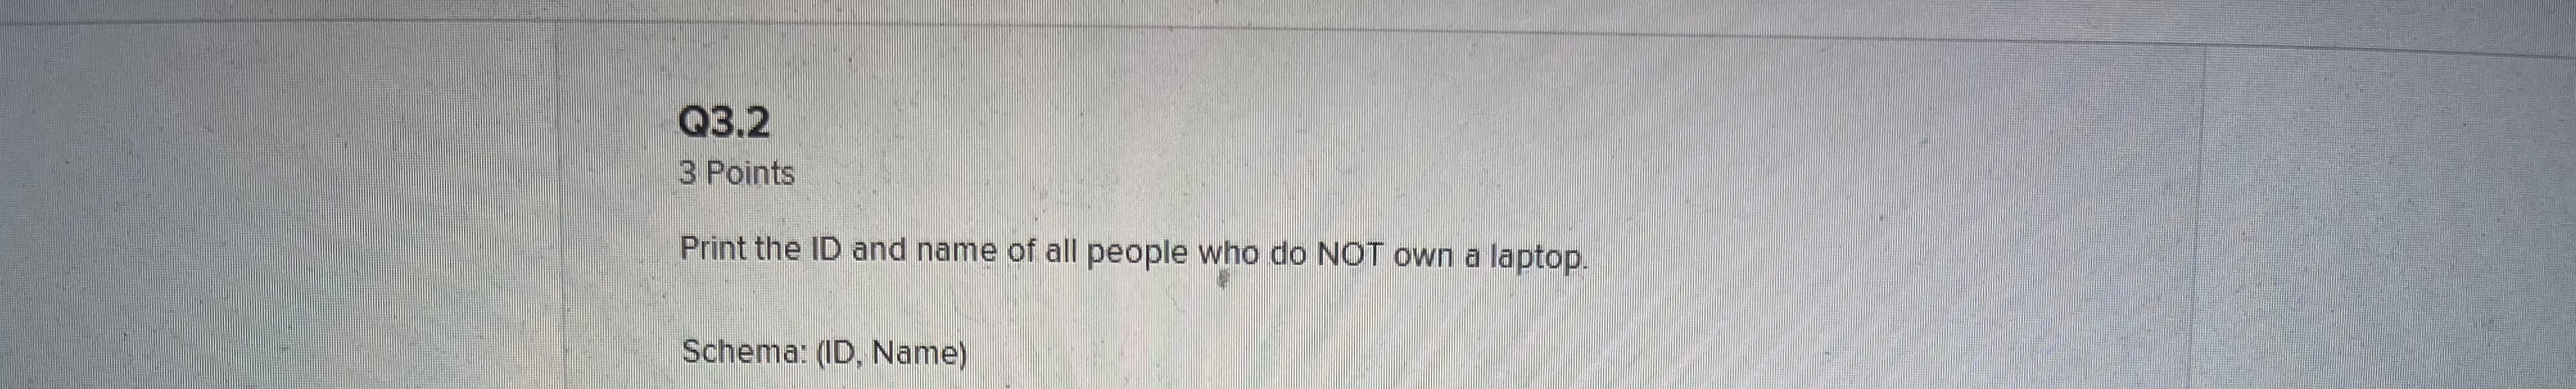 Q3.2
3 Points
Print the ID and name of all people who do NOT own a laptop.
Schema: (ID, Name)